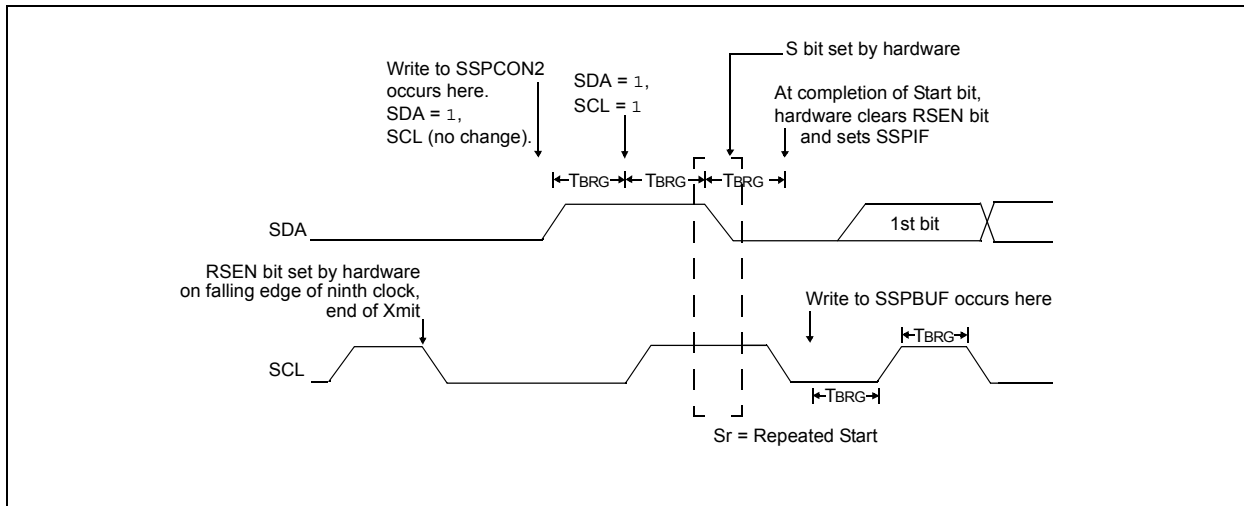 S bit set by hardware
Write to SSPCON2
occurs here.
SDA = 1,
SCL (no change).
SDA = 1,
SCL = 1
At completion of Start bit,
hardware clears RSEN bit
and sets SSPIF
TBRG
TBRG
TBRG
SDA
1st bit
RSEN bit set by hardware
on falling edge of ninth clock,
end of Xmit
Write to SSPBUF occurs here
TBRG
SCL
TBRG
Sr = Repeated Start